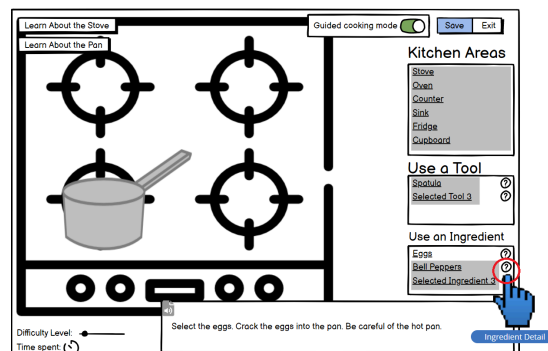 Learn About the Stove
Guided cooking mode
Save
Exit
Learn About the Pan
Kitchen Areas
Stove
Oven
Counter
Sink
Fridge
Cupboard
Use a Tool
Spatula ?
Selected Tool 3 ?
Use an Ingredient
Eggs ?
Bell Peppers ?
Selected Ingredient 3
Select the eggs. Crack the eggs into the pan. Be careful of the hot pan.
Difficulty Level:
Time spent:
Ingredient Detail